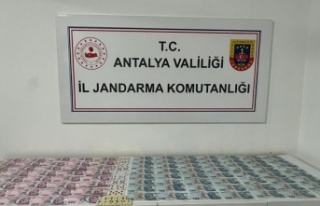 T.C.
ANTALYA VALİLİĞİ
İL JANDARMA KOMUTANLIĞI